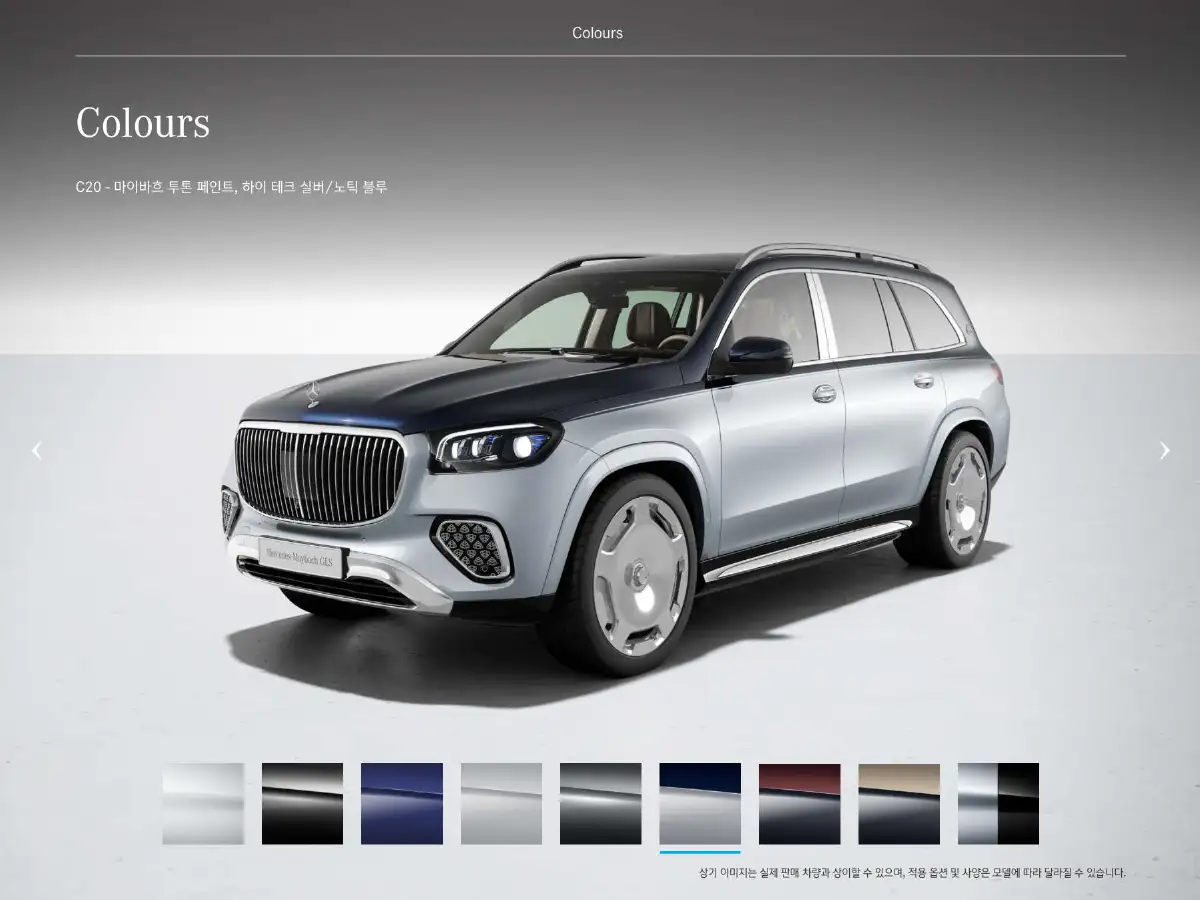 Colours
Colours
C20 - 마이바흐 투톤 페인트, 하이 테크 실버/노틱 블루
Mercedes-Maybach GLS
상기 이미지는 실제 판매 차량과 상이할 수 있으며, 적용 옵션 및 사양은 모델에 따라 달라질 수 있습니다.